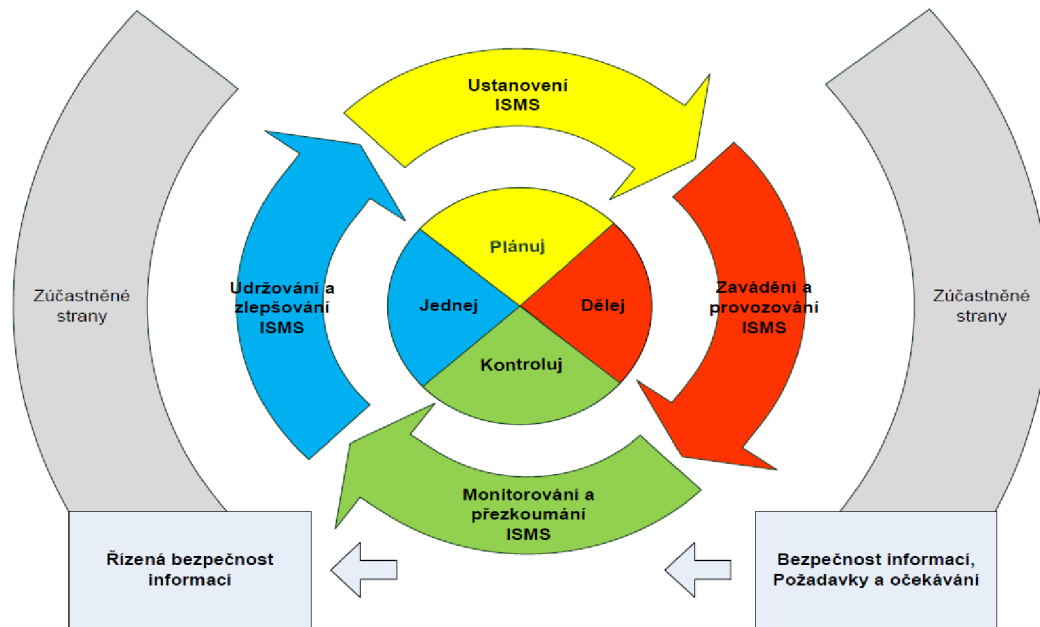 Ustanovení
ISMS
Plánuj
Zúčastněné
strany
Udržování a
zlepšování
ISMS
Jednej
Dělej
Zavádění a
provozování
ISMS
Zúčastněné
strany
Kontroluj
Monitorování a
přezkoumání
ISMS
Řízená bezpečnost
informací
Bezpečnost informací,
Požadavky a očekávání